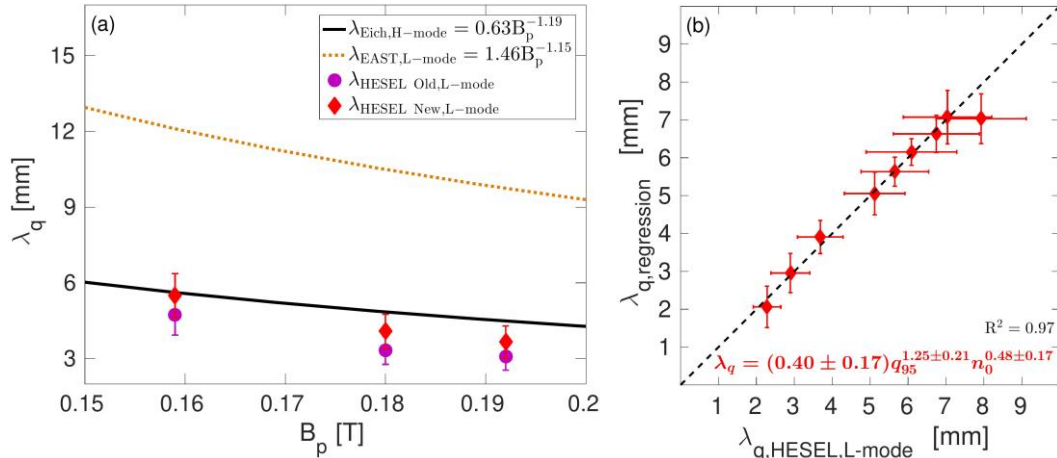 (a)
λEich,H−mode = 0.63Bp^−1.19
λEAST,L−mode = 1.46Bp^−1.15
λHESEL Old,L−mode
λHESEL New,L−mode
15
12
9
6
3
λq [mm]
0.15 0.16 0.17 0.18 0.19 0.2
Bp [T]
(b)
9
8
7
6
5
4
3
2
1
λq,regression [mm]
R² = 0.97
λq = (0.40 ± 0.17)q95^1.25±0.21 n0^0.48±0.17
1 2 3 4 5 6 7 8 9
λq,HESEL,L-mode [mm]